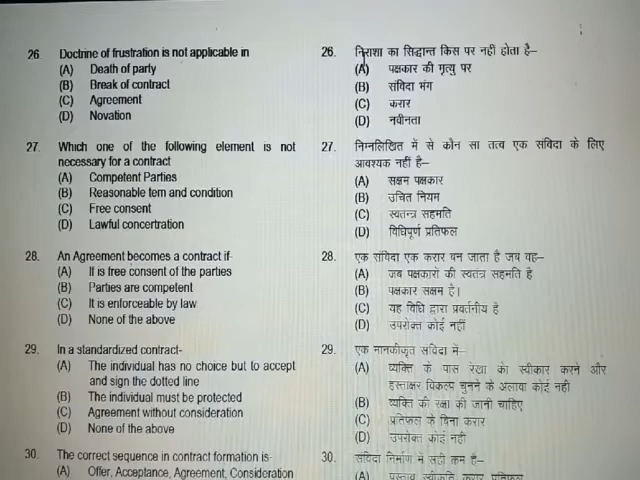 26 Doctrine of frustration is not applicable in
(A) Death of party
(B) Break of contract
(C) Agreement
(D) Novation
27. Which one of the following element is not
necessary for a contract
(A) Competent Parties
(B) Reasonable tem and condition
(C) Free consent
(D) Lawful concertration
28. An Agreement becomes a contract if-
(A) It is free consent of the parties
(B) Parties are competent
(C) It is enforceable by law
(D) None of the above
29. In a standardized contract-
(A) The individual has no choice but to accept
and sign the dotted line
(B) The individual must be protected
(C) Agreement without consideration
(D) None of the above
30. The correct sequence in contract formation is-
(A) Offer, Acceptance, Agreement, Consideration
26. निराशा का सिद्धान्त किस पर नहीं होता है–
(A) पक्षकार की मृत्यु पर
(B) संविदा भंग
(C) करार
(D) नवीनता
27. निम्नलिखित में से कौन सा तत्व एक संविदा के लिए
आवश्यक नहीं है–
(A) सक्षम पक्षकार
(B) उचित नियम
(C) स्वतन्त्र सहमति
(D) विधिपूर्ण प्रतिफल
28. एक संविदा एक करार बन जाता है जब वह–
(A) जब पक्षकारों की स्वतंत्र सहमति है
(B) पक्षकार सक्षम है।
(C) यह विधि द्वारा प्रवर्तनीय है
(D) उपरोक्त कोई नहीं
29. एक मानकीकृत संविदा में–
(A) व्यक्ति के पास रेखा को स्वीकार करने और
हस्ताक्षर विकल्प चुनने के अलावा कोई नही
(B) व्यक्ति की रक्षा की जानी चाहिए
(C) प्रतिफल के बिना करार
(D) उपरोक्त कोई नही
30. संविदा निर्माण में सही कम है–
(A) प्रस्ताव स्वीकृति करार प्रतिफल